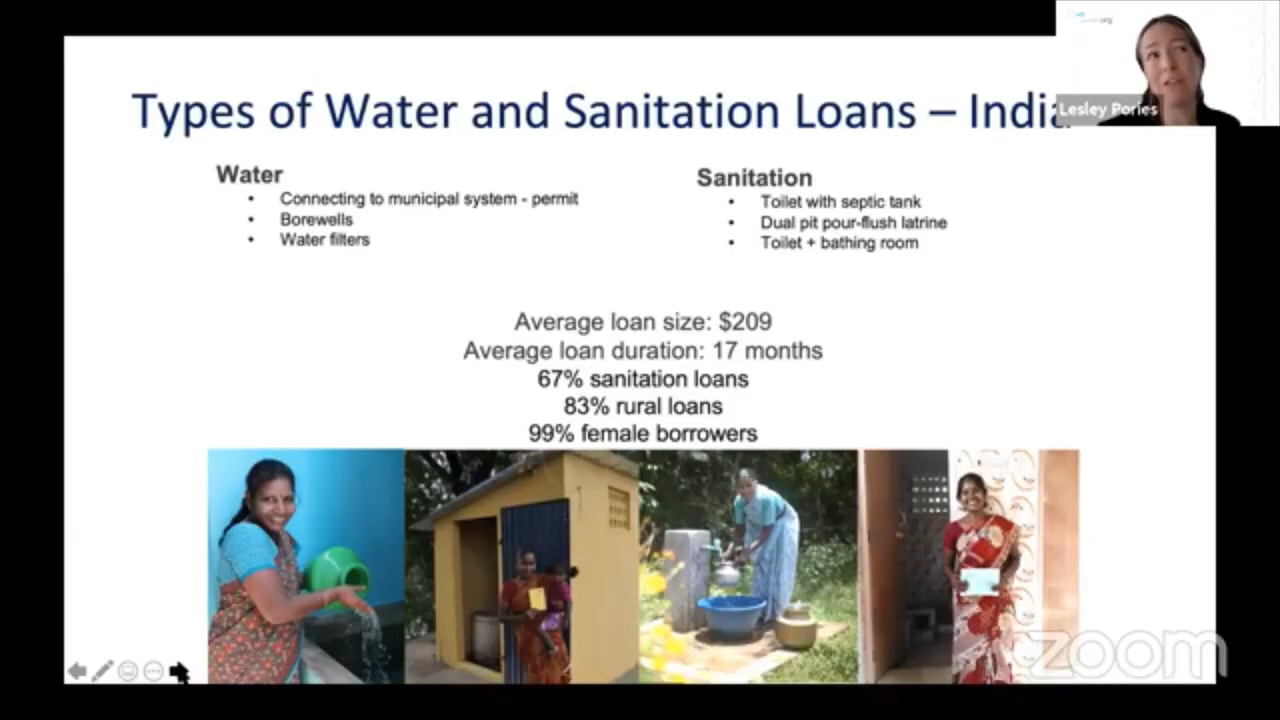 Types of Water and Sanitation Loans – India
Lesley Pories
Water
• Connecting to municipal system - permit
• Borewells
• Water filters
Sanitation
• Toilet with septic tank
• Dual pit pour-flush latrine
• Toilet + bathing room
Average loan size: $209
Average loan duration: 17 months
67% sanitation loans
83% rural loans
99% female borrowers
zoom